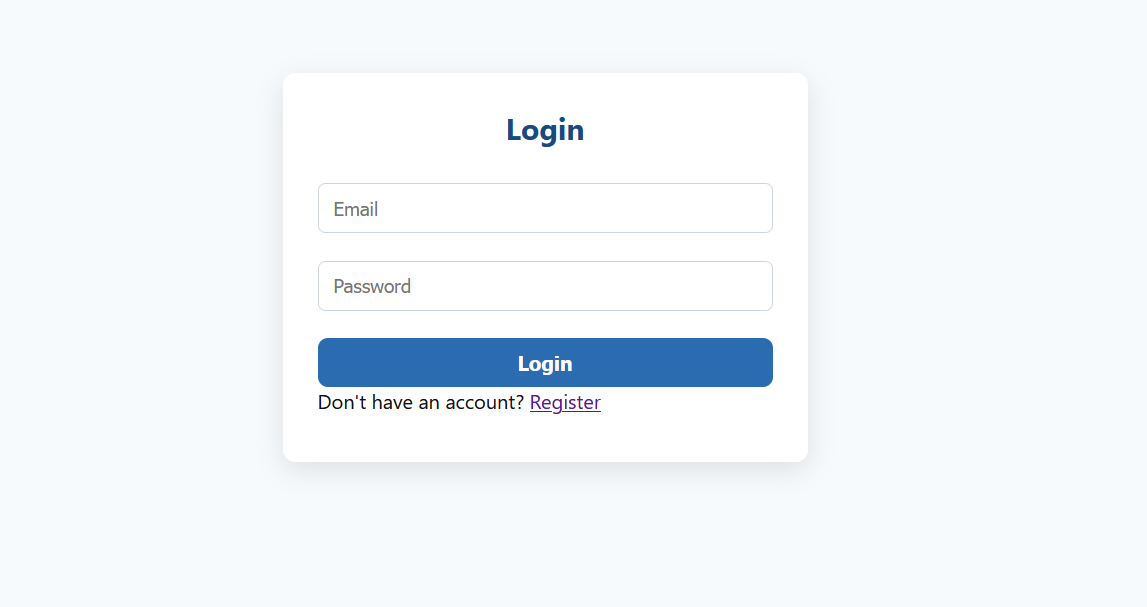 Login
Email
Password
Login
Don't have an account? Register